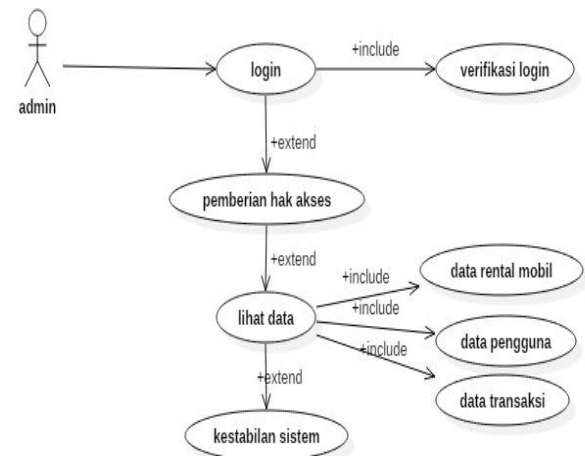 admin
login
+include
verifikasi login
+extend
pemberian hak akses
+extend
lihat data
+include
data rental mobil
+include
data pengguna
+include
data transaksi
+extend
kestabilan sistem